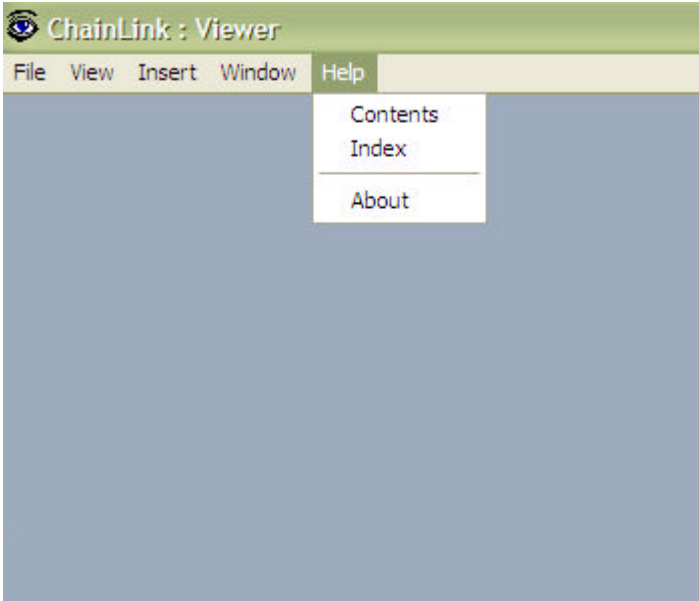 ChainLink : Viewer
File View Insert Window Help
Contents
Index
About